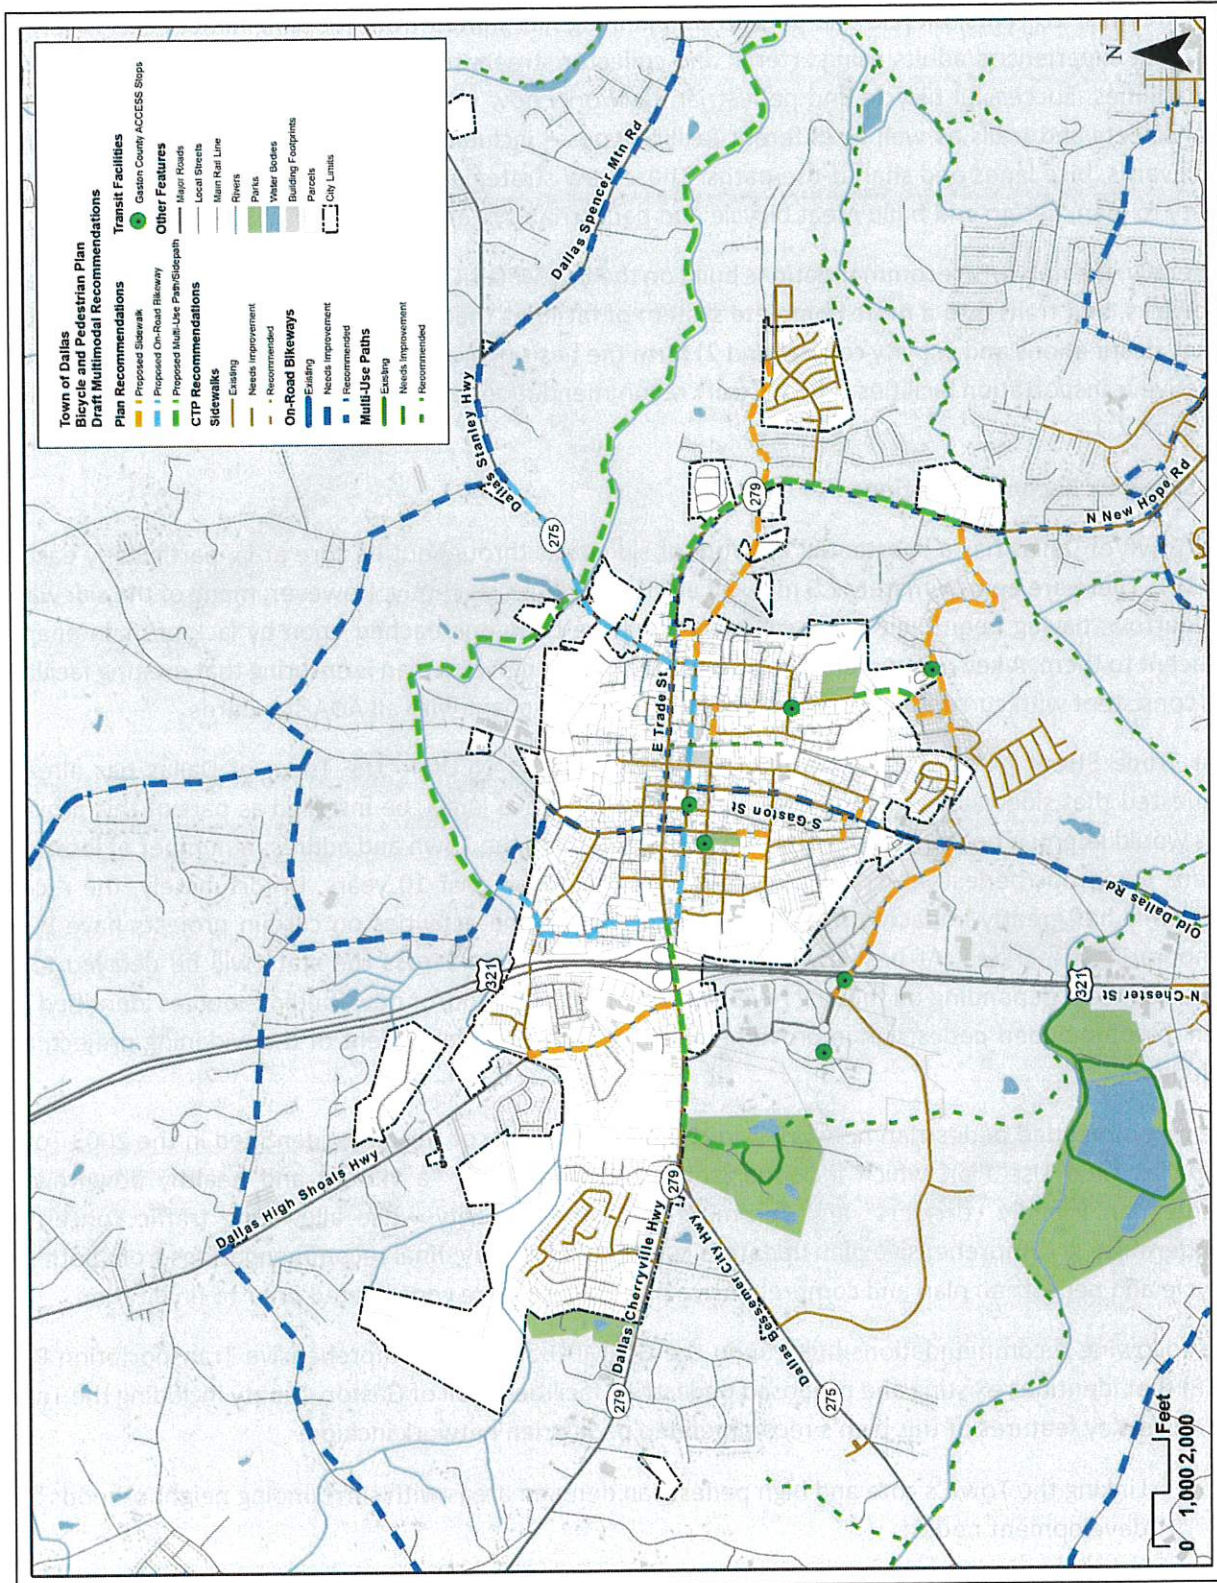 Town of Dallas
Bicycle and Pedestrian Plan
Draft Multimodal Recommendations
Plan Recommendations
Proposed Sidewalk
Proposed On-Road Bikeway
Proposed Multi-Use Path/Sidepath
CTP Recommendations
Sidewalks
Existing
Needs Improvement
Recommended
On-Road Bikeways
Existing
Needs Improvement
Recommended
Multi-Use Paths
Existing
Needs Improvement
Recommended
Transit Facilities
Gaston County ACCESS Stops
Other Features
Major Roads
Local Streets
Main Rail Line
Rivers
Parks
Water Bodies
Building Footprints
Parcels
City Limits
N
Dallas Spencer Mtn Rd
Dallas Stanley Hwy
275
279
N New Hope Rd
E Trade St
S Gaston St
Old Dallas Rd
321
321
N Chester St
Dallas High Shoals Hwy
279
Dallas Cherryville Hwy
279
Dallas Bessemer City Hwy
275
0 1,000 2,000
Feet